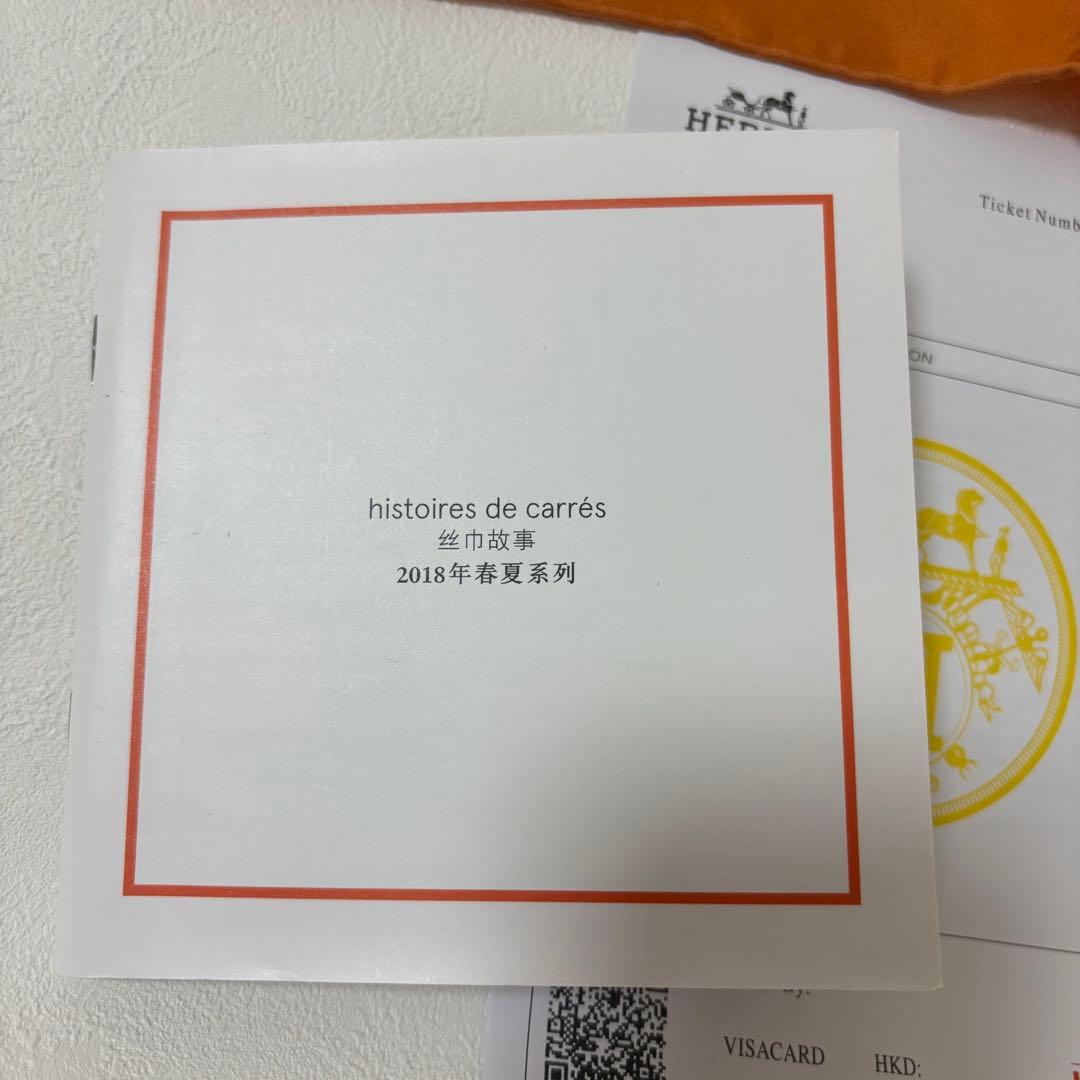 Ticket
histoires de carrés
丝巾故事
2018年春夏系列
VISACARD HKD: